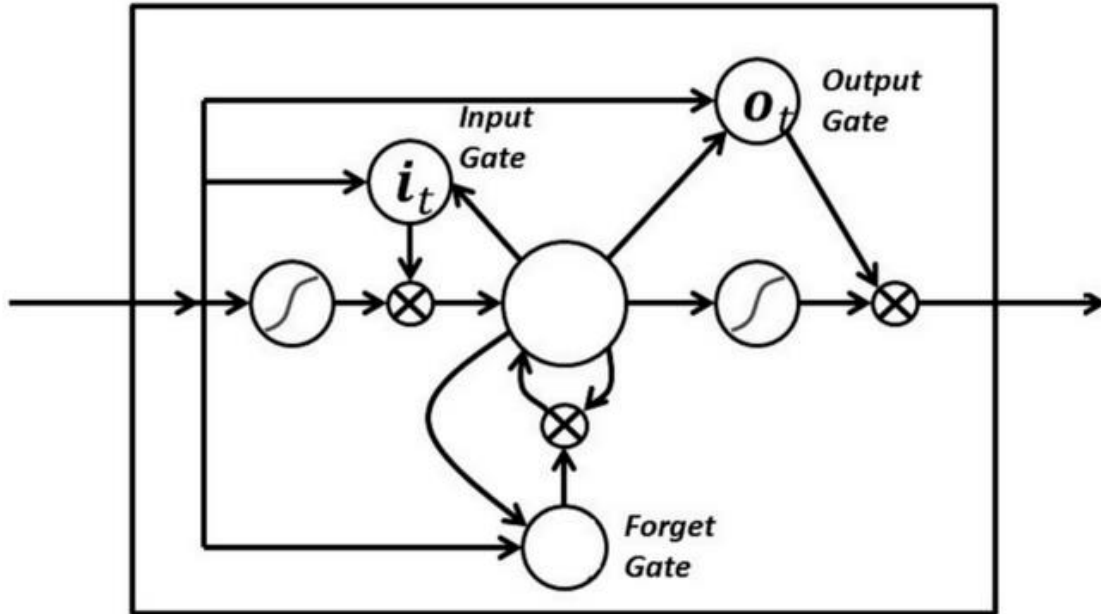 Output
Gate
o_t
Input
Gate
i_t
Forget
Gate